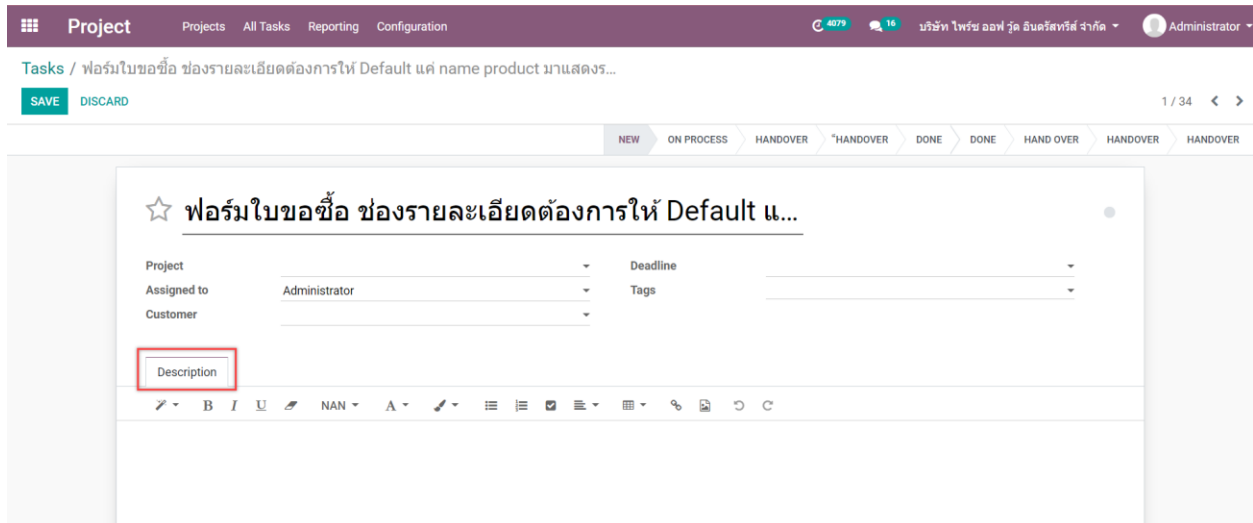 Project Projects All Tasks Reporting Configuration 4079 16 บริษัท ไพร์ซ ออฟ วู้ด อินดรัสทรีส์ จำกัด Administrator
Tasks / ฟอร์มใบขอซื้อ ช่องรายละเอียดต้องการให้ Default แค่ name product มาแสดงร...
SAVE DISCARD 1 / 34
NEW ON PROCESS HANDOVER "HANDOVER DONE DONE HAND OVER HANDOVER HANDOVER
ฟอร์มใบขอซื้อ ช่องรายละเอียดต้องการให้ Default แ...
Project Deadline
Assigned to Administrator Tags
Customer
Description
B I U NAN A